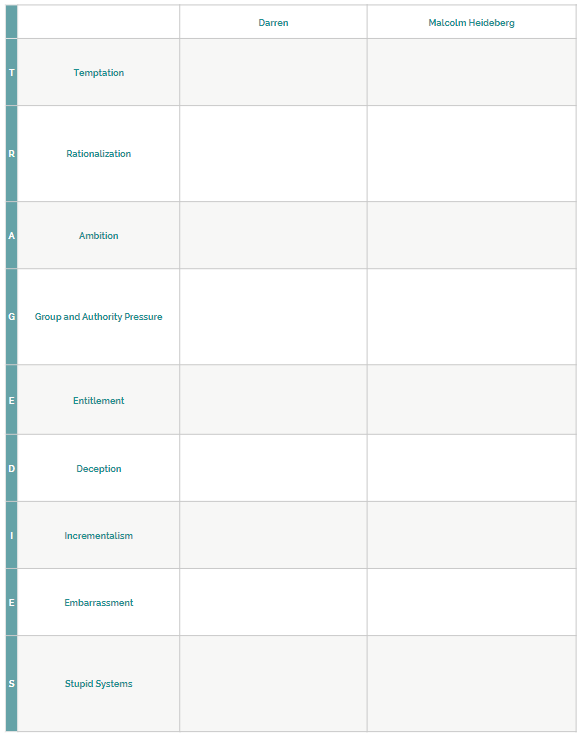 Darren Malcolm Heideberg
T Temptation
R Rationalization
A Ambition
G Group and Authority Pressure
E Entitlement
D Deception
I Incrementalism
E Embarrassment
S Stupid Systems